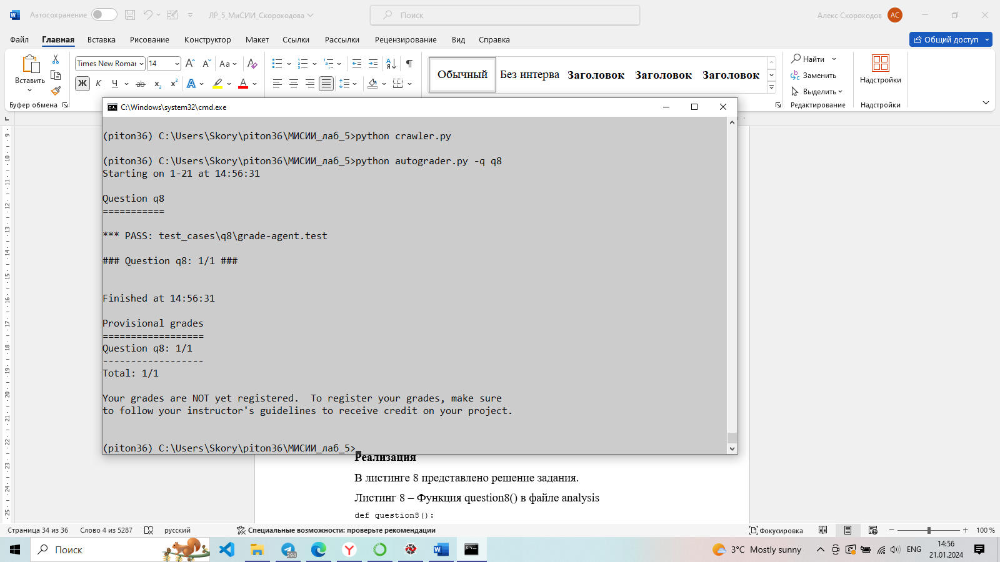 Автосохранение
ЛР_5_МиСИИ_Скороходова
Поиск
Алекс Скороходов
АС
Файл
Главная
Вставка
Рисование
Конструктор
Макет
Ссылки
Рассылки
Рецензирование
Вид
Справка
Общий доступ
Вставить
Буфер обмена
Times New Roman
14
Ж К Ч ab x₂ x² A A
Обычный
Без интерва
Заголовок
Заголовок
Заголовок
Найти
Заменить
Выделить
Редактирование
Надстройки
Надстройки
C:\Windows\system32\cmd.exe
(piton36) C:\Users\Skory\piton36\МИСИИ_лаб_5>python crawler.py
(piton36) C:\Users\Skory\piton36\МИСИИ_лаб_5>python autograder.py -q q8
Starting on 1-21 at 14:56:31
Question q8
===========
*** PASS: test_cases\q8\grade-agent.test
### Question q8: 1/1 ###
Finished at 14:56:31
Provisional grades
==================
Question q8: 1/1
------------------
Total: 1/1
Your grades are NOT yet registered.  To register your grades, make sure
to follow your instructor's guidelines to receive credit on your project.
(piton36) C:\Users\Skory\piton36\МИСИИ_лаб_5>
Реализация
В листинге 8 представлено решение задания.
Листинг 8 – Функция question8() в файле analysis
def question8():
Страница 34 из 36
Слово 4 из 5287
русский
Специальные возможности: проверьте рекомендации
Фокусировка
100 %
Поиск
294
3°C Mostly sunny
ENG
14:56
21.01.2024